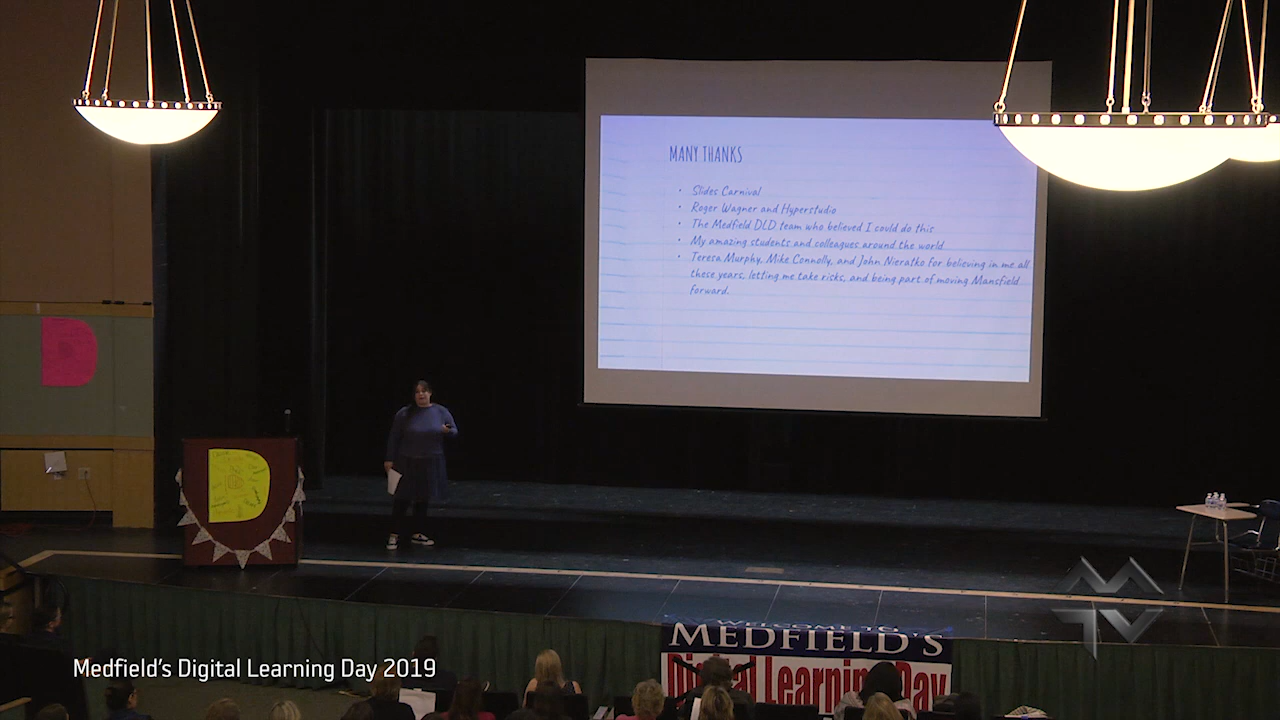 MANY THANKS
• Slides Carnival
• Roger Wagner and Hyperstudio
• The Medfield DLD team who believed I could do this
• My amazing students and colleagues around the world
• Teresa Murphy, Mike Connolly, and John Nieratko for believing in me all
these years, letting me take risks, and being part of moving Mansfield
forward.
D
D
WELCOME TO
MEDFIELD'S
Digital Learning Day
MTV
Medfield's Digital Learning Day 2019